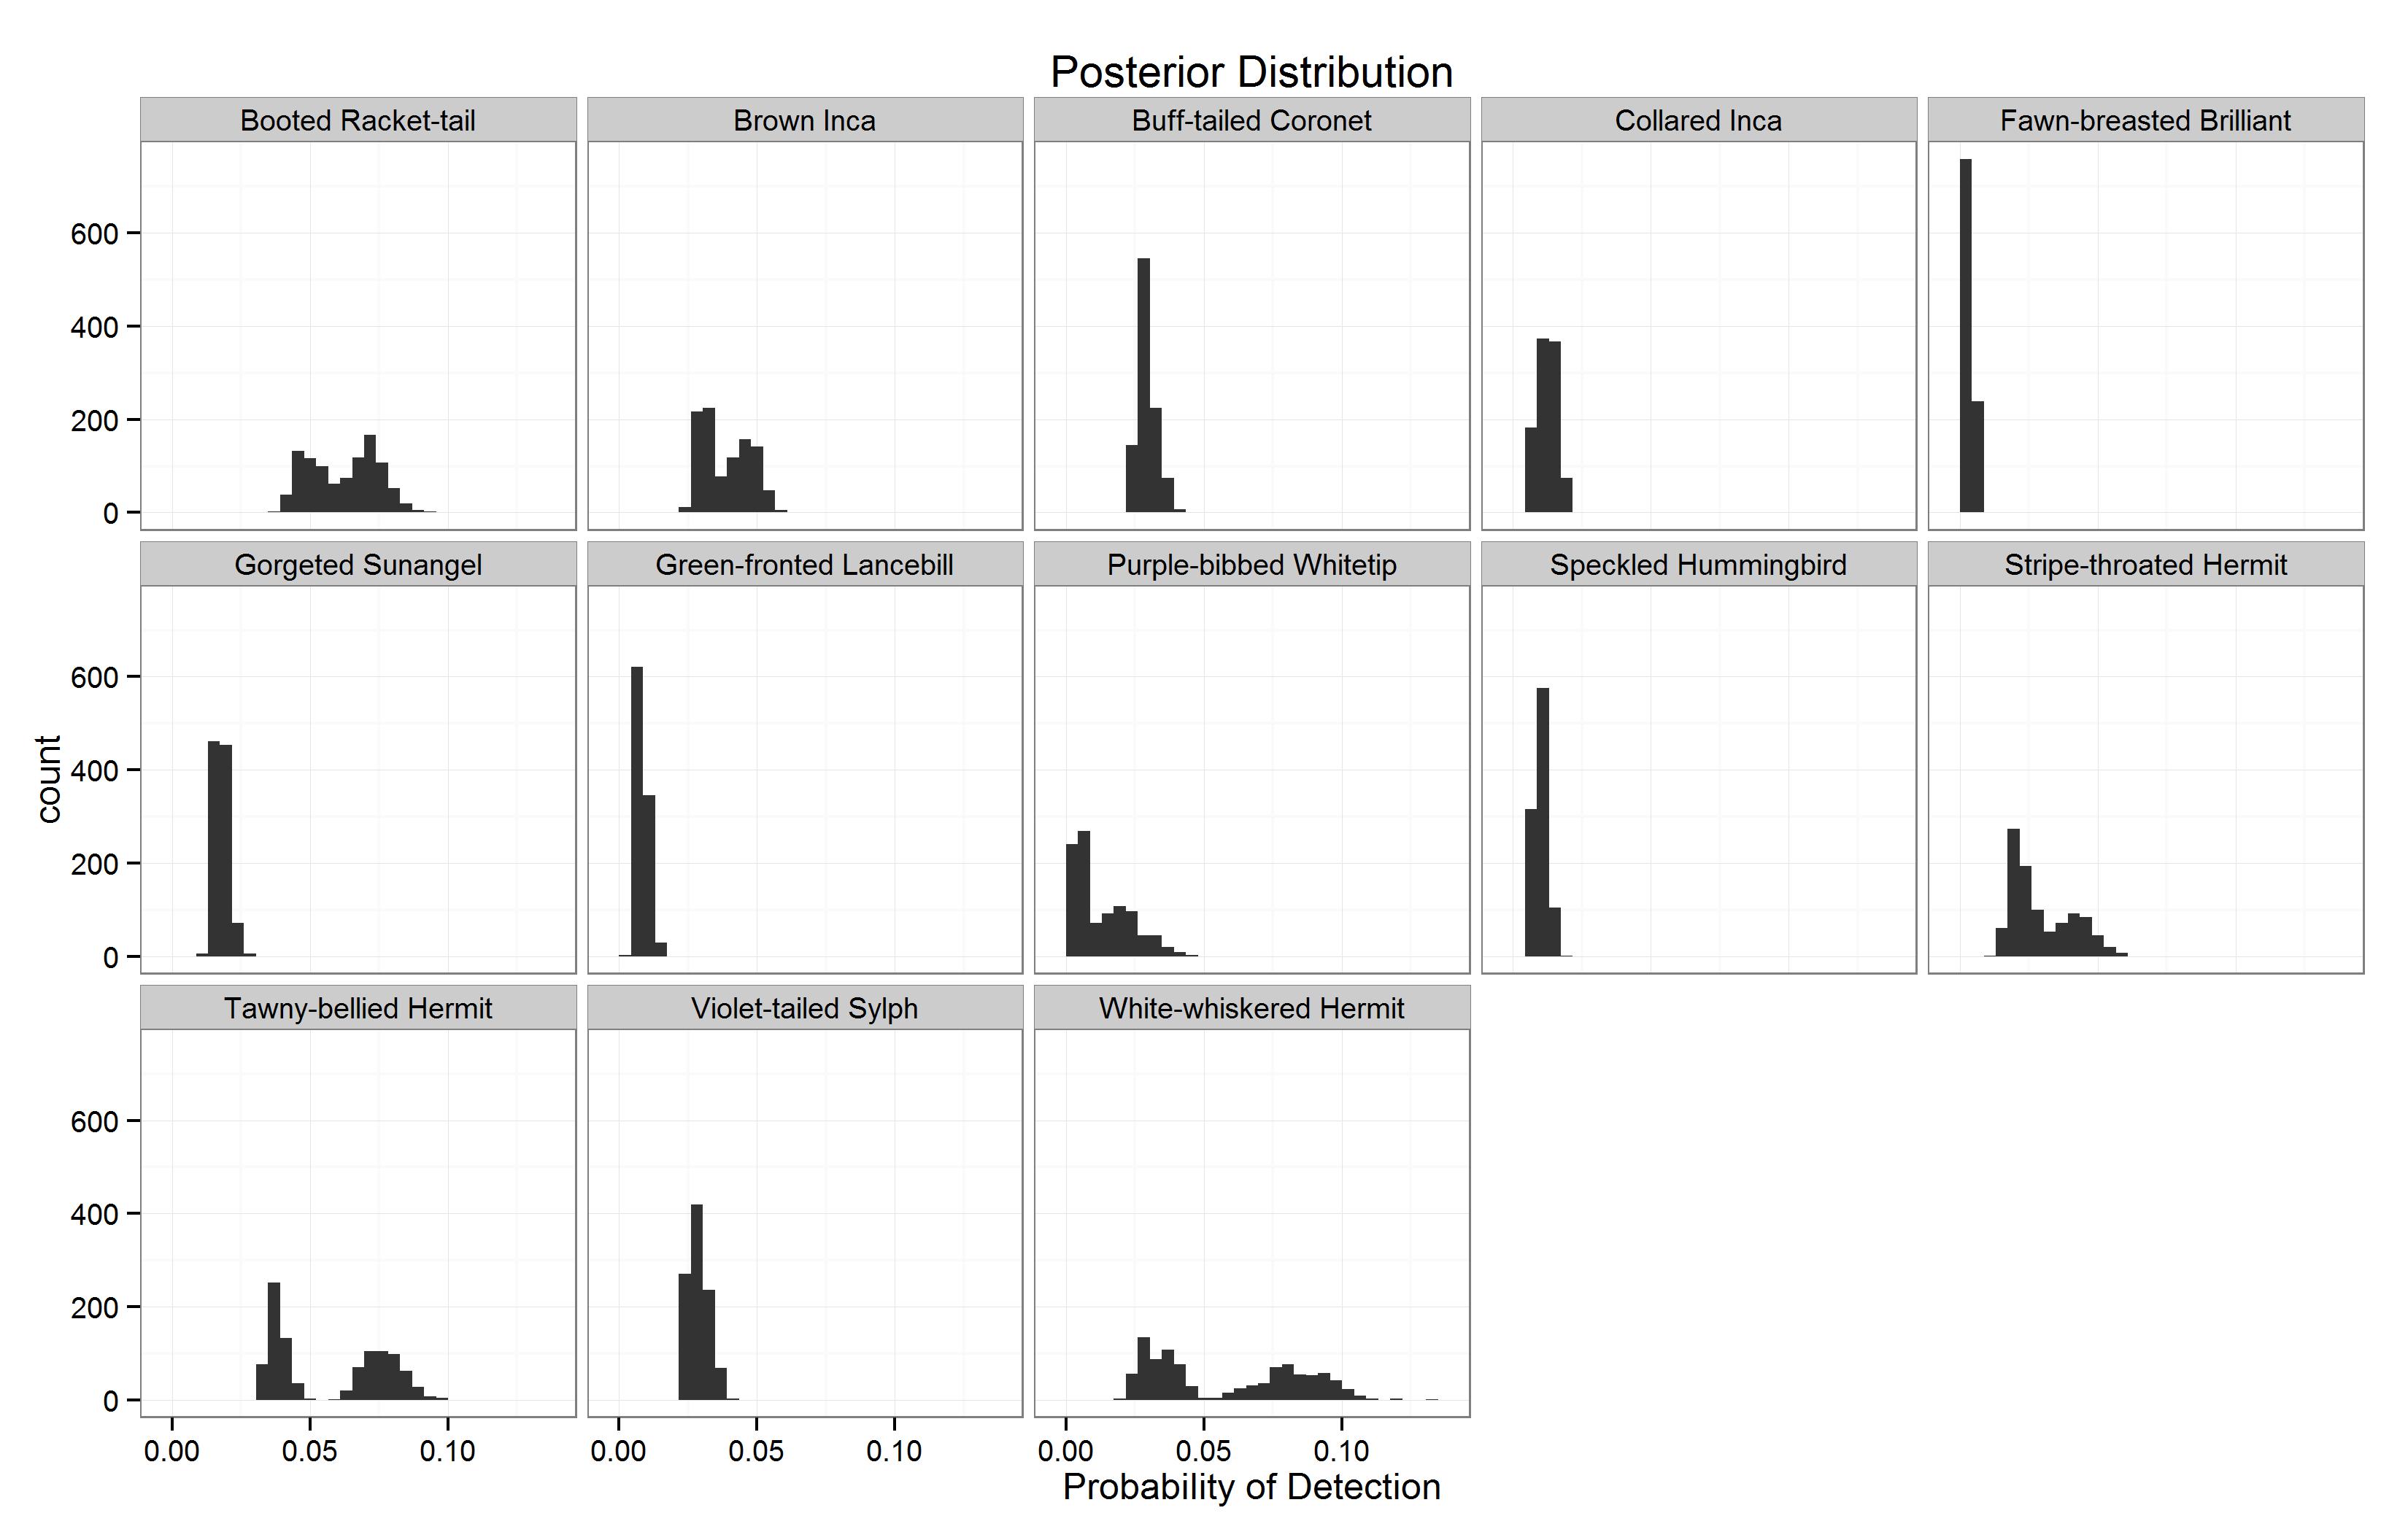 Posterior Distribution
Booted Racket-tail
Brown Inca
Buff-tailed Coronet
Collared Inca
Fawn-breasted Brilliant
600
400
200
0
Gorgeted Sunangel
Green-fronted Lancebill
Purple-bibbed Whitetip
Speckled Hummingbird
Stripe-throated Hermit
600
400
200
0
count
Tawny-bellied Hermit
Violet-tailed Sylph
White-whiskered Hermit
600
400
200
0
0.00 0.05 0.10 0.00 0.05 0.10 0.00 0.05 0.10
Probability of Detection